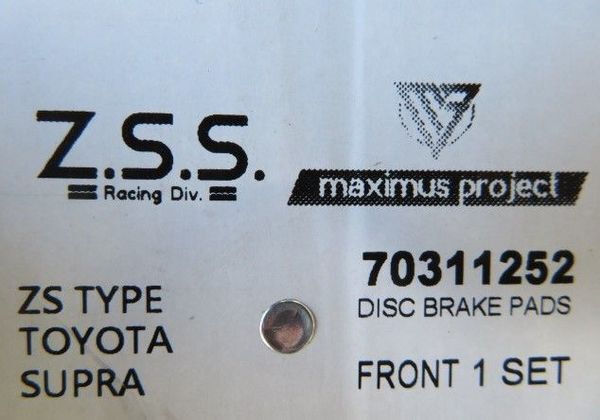 Z.S.S.
Racing Div.
maximus project
70311252
DISC BRAKE PADS
FRONT 1 SET
ZS TYPE
TOYOTA
SUPRA